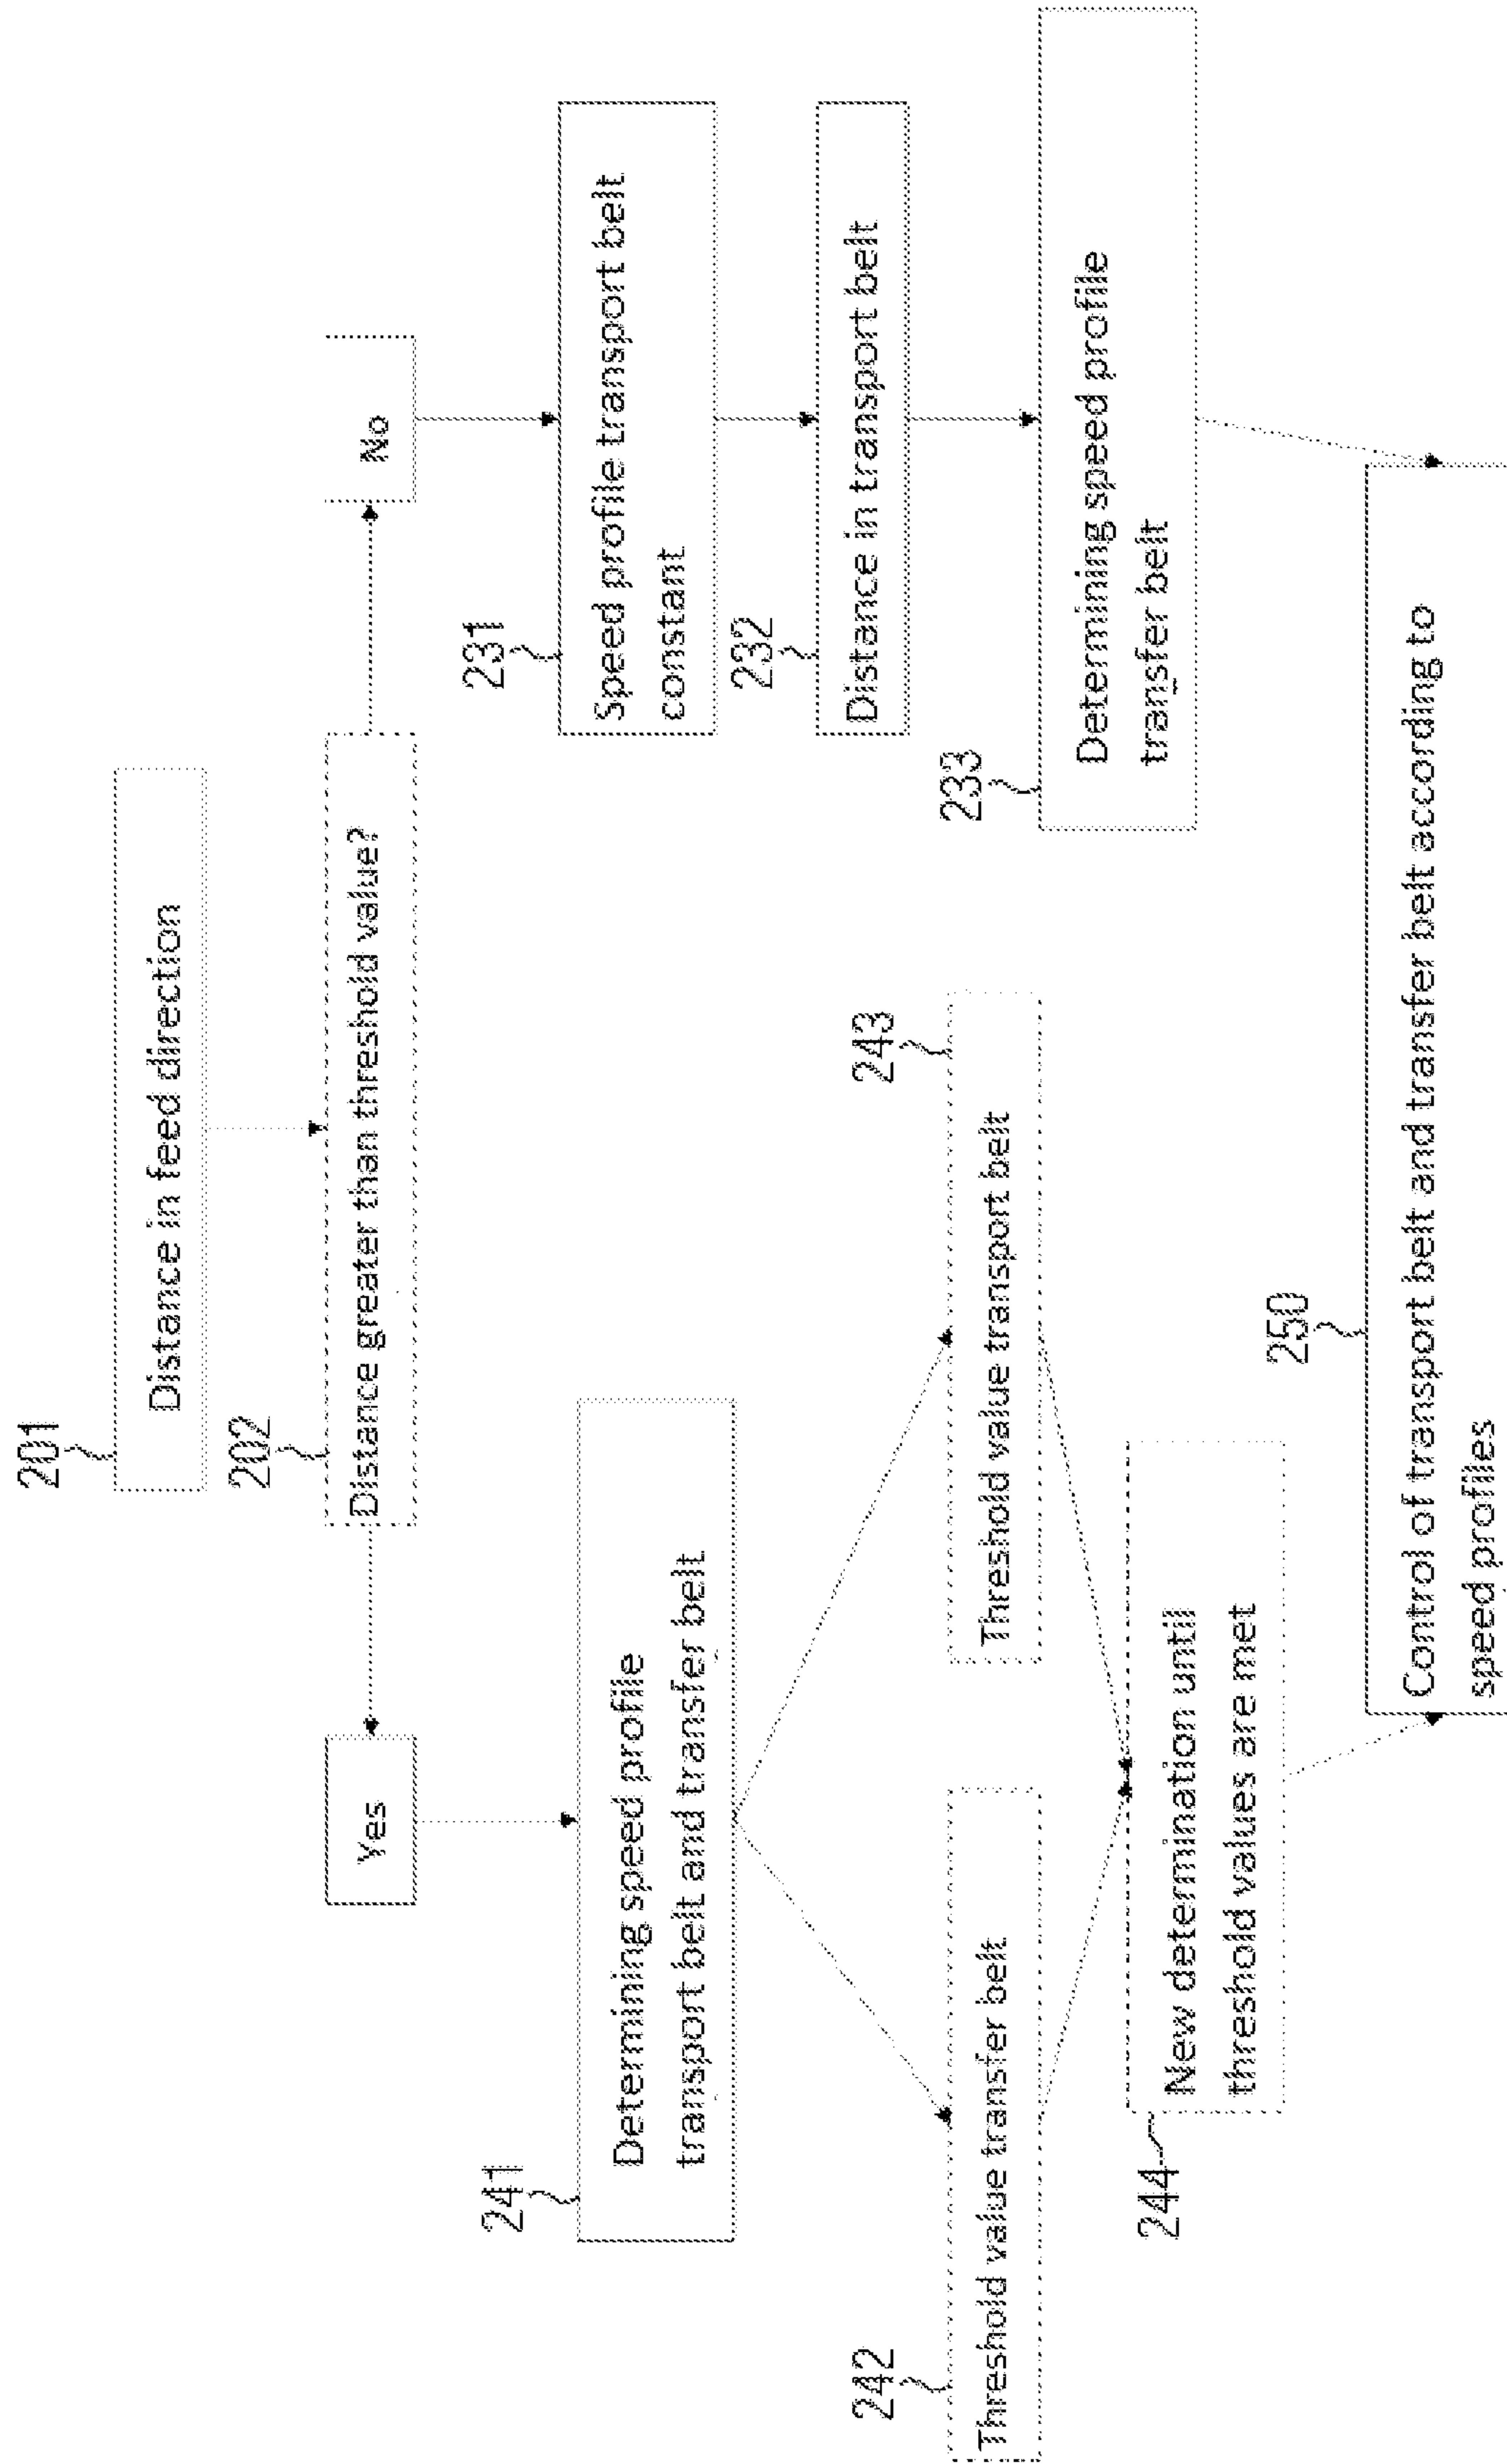 201
Distance in feed direction
202
Distance greater than threshold value?
Yes
No
241
Determining speed profile
transport belt and transfer belt
231
Speed profile transport belt
constant
232
Distance in transport belt
242
Threshold value transfer belt
243
Threshold value transport belt
233
Determining speed profile
transfer belt
244
New determination until
threshold values are met
250
Control of transport belt and transfer belt according to
speed profiles